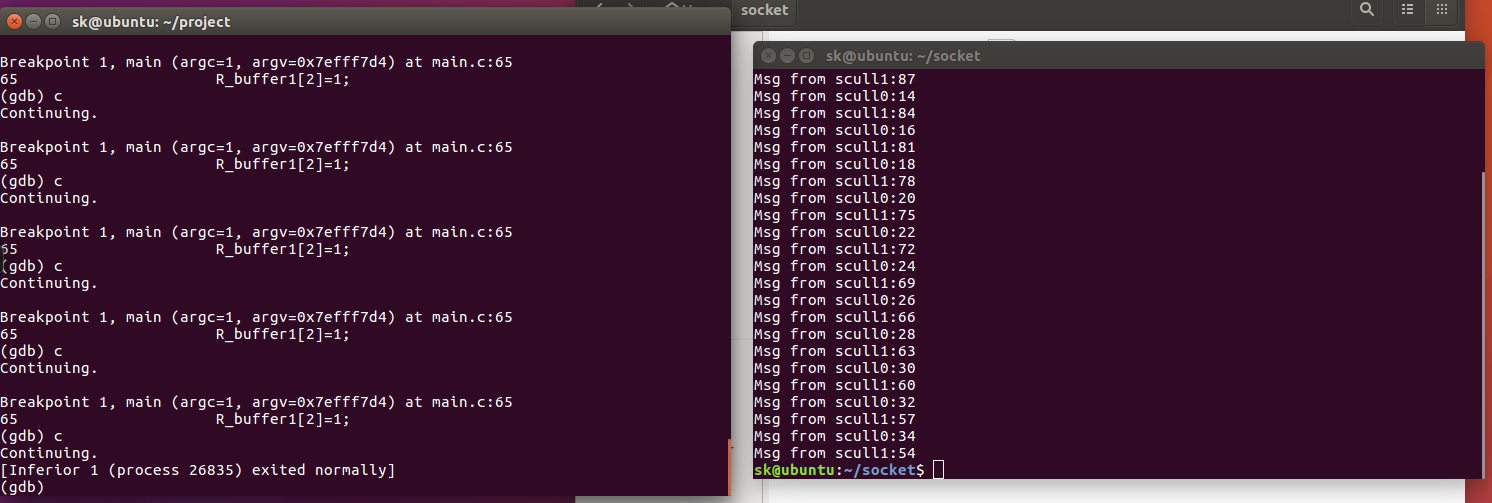 sk@ubuntu: ~/project
Breakpoint 1, main (argc=1, argv=0x7efff7d4) at main.c:65
65                      R_buffer1[2]=1;
(gdb) c
Continuing.
Breakpoint 1, main (argc=1, argv=0x7efff7d4) at main.c:65
65                      R_buffer1[2]=1;
(gdb) c
Continuing.
Breakpoint 1, main (argc=1, argv=0x7efff7d4) at main.c:65
65                      R_buffer1[2]=1;
(gdb) c
Continuing.
Breakpoint 1, main (argc=1, argv=0x7efff7d4) at main.c:65
65                      R_buffer1[2]=1;
(gdb) c
Continuing.
Breakpoint 1, main (argc=1, argv=0x7efff7d4) at main.c:65
65                      R_buffer1[2]=1;
(gdb) c
Continuing.
[Inferior 1 (process 26835) exited normally]
(gdb)
socket
sk@ubuntu: ~/socket
Msg from scull1:87
Msg from scull0:14
Msg from scull1:84
Msg from scull0:16
Msg from scull1:81
Msg from scull0:18
Msg from scull1:78
Msg from scull0:20
Msg from scull1:75
Msg from scull0:22
Msg from scull1:72
Msg from scull0:24
Msg from scull1:69
Msg from scull0:26
Msg from scull1:66
Msg from scull0:28
Msg from scull1:63
Msg from scull0:30
Msg from scull1:60
Msg from scull0:32
Msg from scull1:57
Msg from scull0:34
Msg from scull1:54
sk@ubuntu:~/socket$